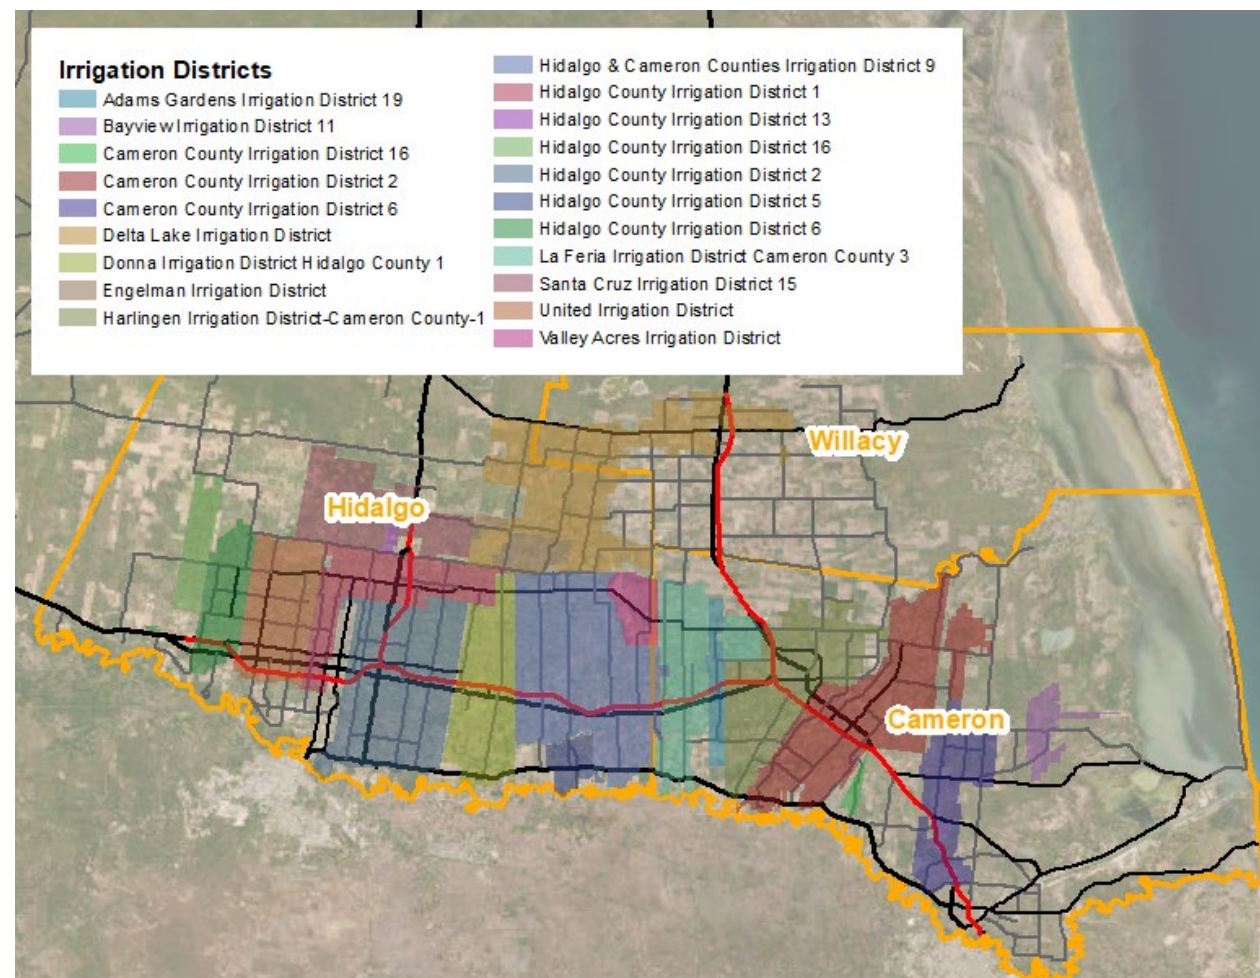 Irrigation Districts
Adams Gardens Irrigation District 19
Bayview Irrigation District 11
Cameron County Irrigation District 16
Cameron County Irrigation District 2
Cameron County Irrigation District 6
Delta Lake Irrigation District
Donna Irrigation District Hidalgo County 1
Engelman Irrigation District
Harlingen Irrigation District-Cameron County-1
Hidalgo & Cameron Counties Irrigation District 9
Hidalgo County Irrigation District 1
Hidalgo County Irrigation District 13
Hidalgo County Irrigation District 16
Hidalgo County Irrigation District 2
Hidalgo County Irrigation District 5
Hidalgo County Irrigation District 6
La Feria Irrigation District Cameron County 3
Santa Cruz Irrigation District 15
United Irrigation District
Valley Acres Irrigation District
Willacy
Hidalgo
Cameron